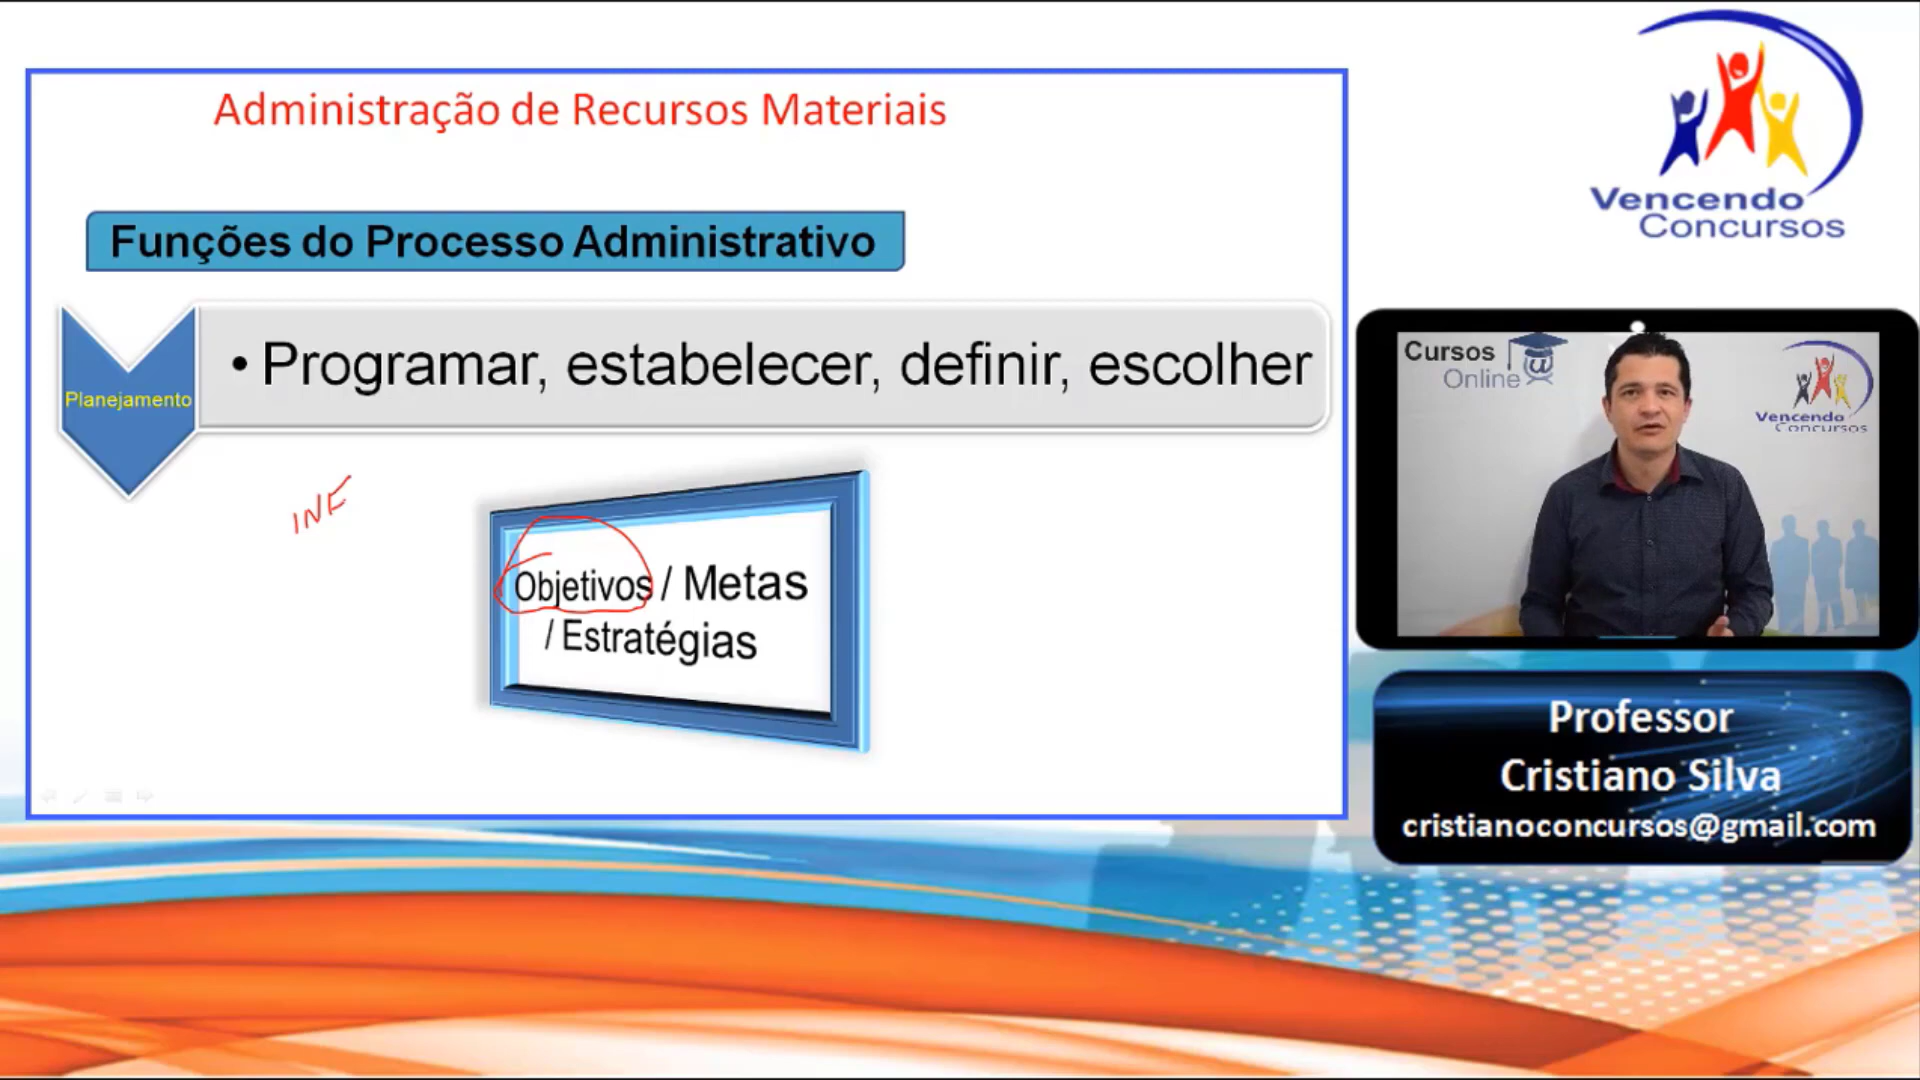 Administração de Recursos Materiais
Funções do Processo Administrativo
Planejamento
• Programar, estabelecer, definir, escolher
INF
Objetivos / Metas
/ Estratégias
Vencendo
Concursos
Cursos
Online
Vencendo
Concursos
Professor
Cristiano Silva
cristianoconcursos@gmail.com